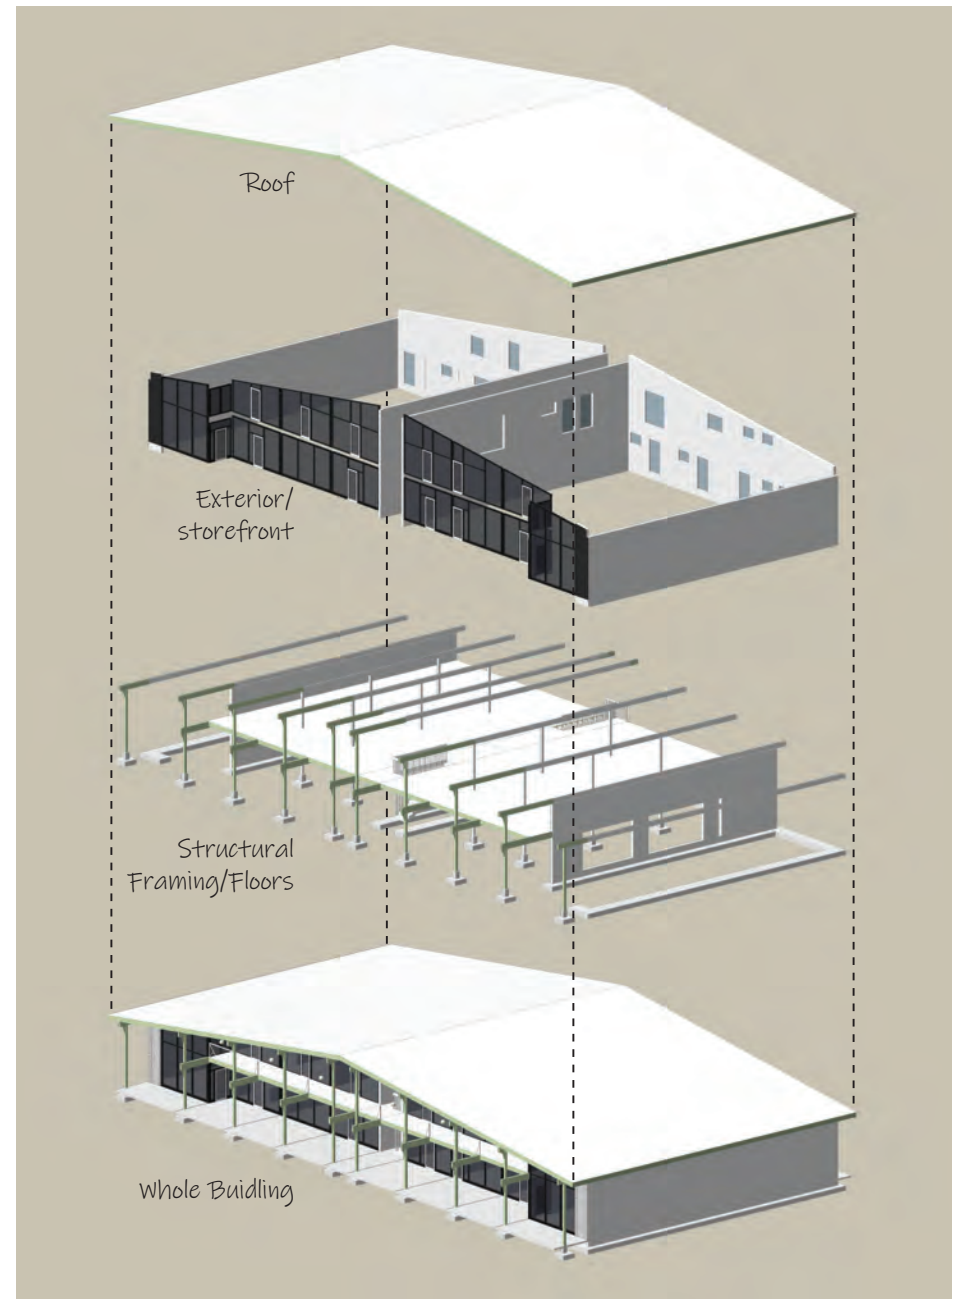 Roof
Exterior/
storefront
Structural
Framing/Floors
Whole Buidling